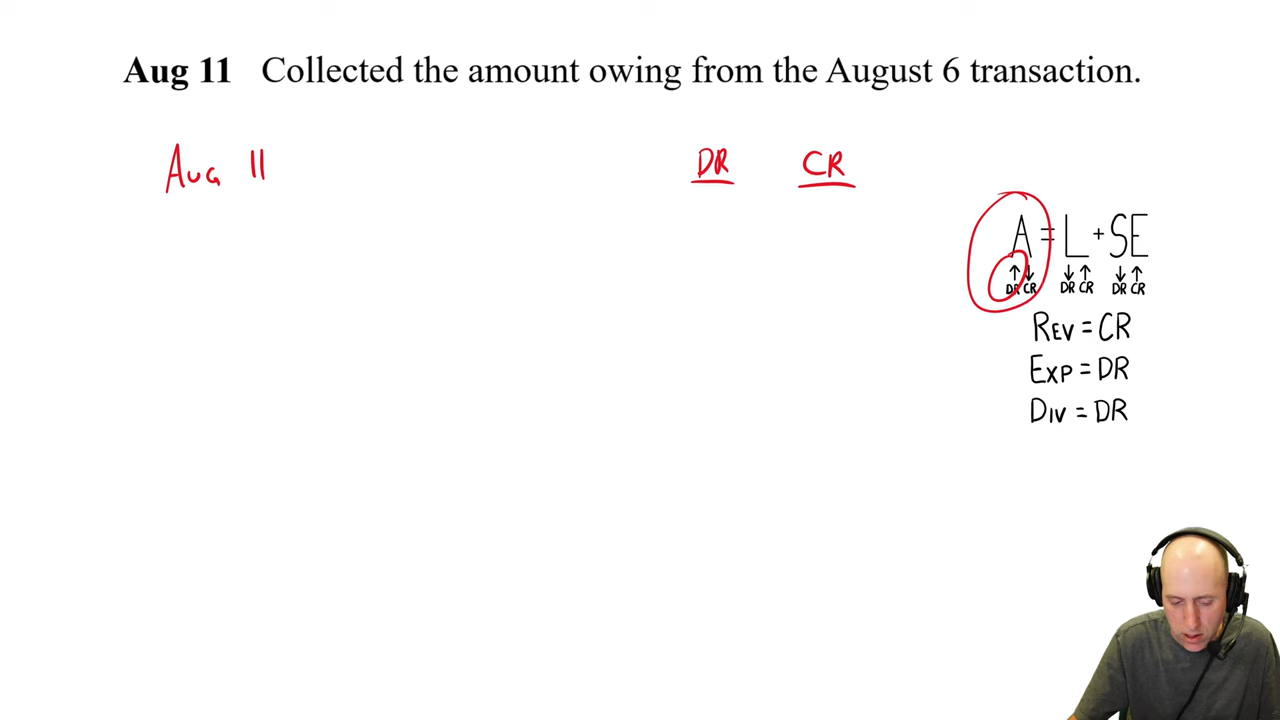 Aug 11 Collected the amount owing from the August 6 transaction.
Aug 11 DR CR
A = L + SE
↑ ↓ ↓ ↑ ↓ ↑
DR CR DR CR DR CR
REV = CR
EXP = DR
DIV = DR